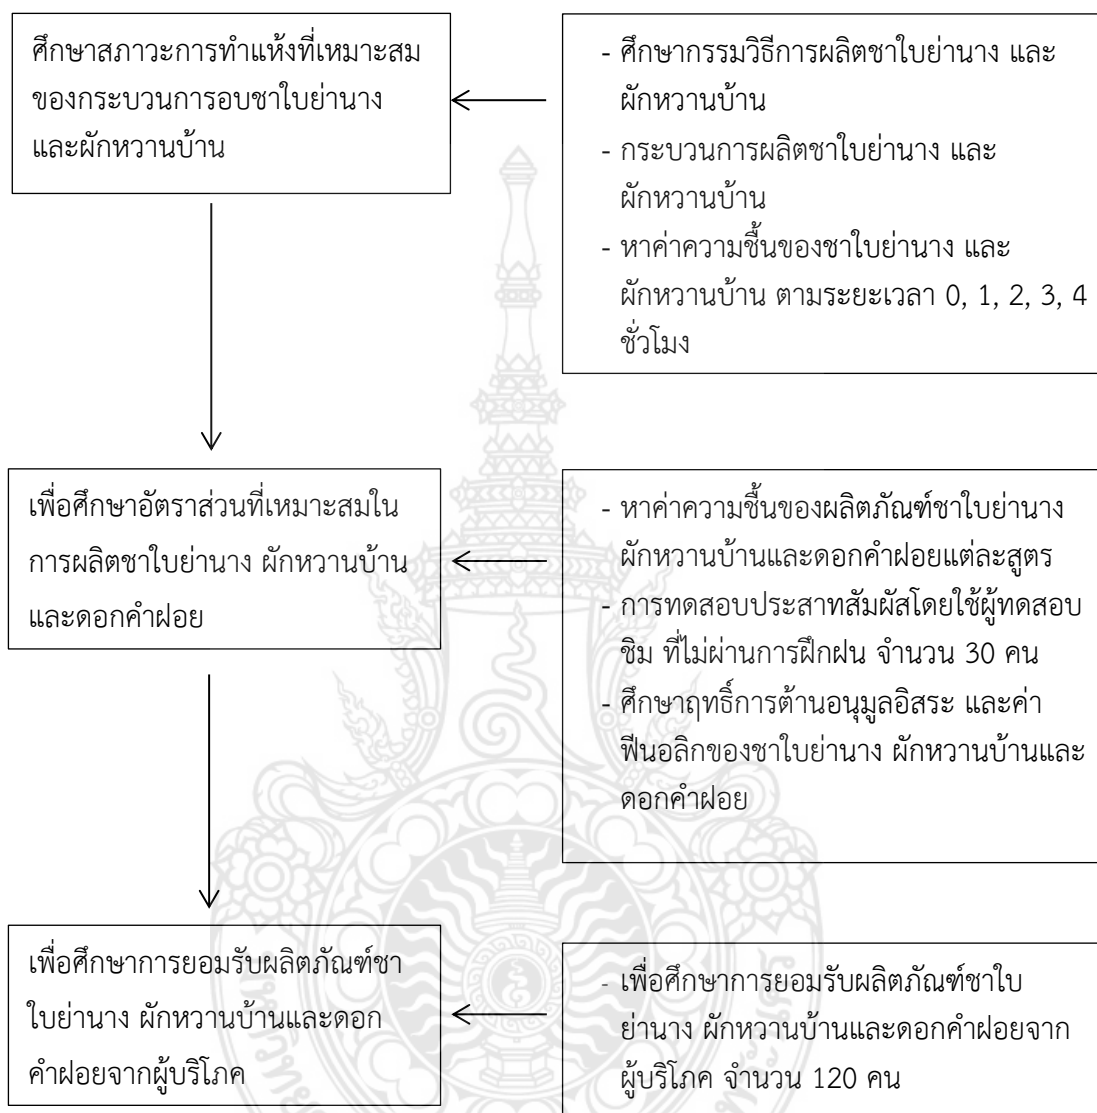 ศึกษาสภาวะการทำแห้งที่เหมาะสม
ของกระบวนการอบชาใบย่านาง
และผักหวานบ้าน
- ศึกษากรรมวิธีการผลิตชาใบย่านาง และ
ผักหวานบ้าน
- กระบวนการผลิตชาใบย่านาง และ
ผักหวานบ้าน
- หาค่าความชื้นของชาใบย่านาง และ
ผักหวานบ้าน ตามระยะเวลา 0, 1, 2, 3, 4
ชั่วโมง
เพื่อศึกษาอัตราส่วนที่เหมาะสมใน
การผลิตชาใบย่านาง ผักหวานบ้าน
และดอกคำฝอย
- หาค่าความชื้นของผลิตภัณฑ์ชาใบย่านาง
ผักหวานบ้านและดอกคำฝอยแต่ละสูตร
- การทดสอบประสาทสัมผัสโดยใช้ผู้ทดสอบ
ชิม ที่ไม่ผ่านการฝึกฝน จำนวน 30 คน
- ศึกษาฤทธิ์การต้านอนุมูลอิสระ และค่า
ฟีนอลิกของชาใบย่านาง ผักหวานบ้านและ
ดอกคำฝอย
เพื่อศึกษาการยอมรับผลิตภัณฑ์ชา
ใบย่านาง ผักหวานบ้านและดอก
คำฝอยจากผู้บริโภค
- เพื่อศึกษาการยอมรับผลิตภัณฑ์ชาใบ
ย่านาง ผักหวานบ้านและดอกคำฝอยจาก
ผู้บริโภค จำนวน 120 คน